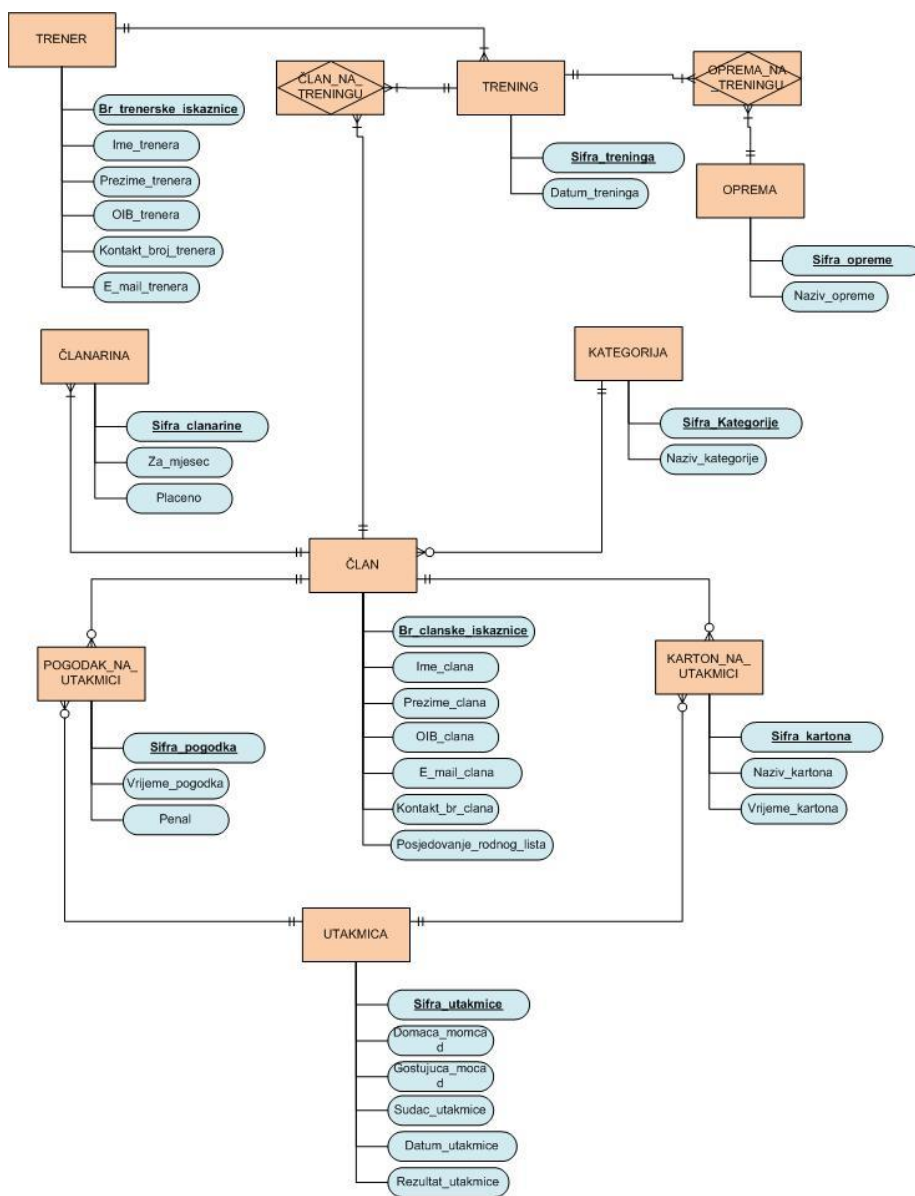 TRENER
Br_trenerske_iskaznice
Ime_trenera
Prezime_trenera
OIB_trenera
Kontakt_broj_trenera
E_mail_trenera
ČLAN_NA_
TRENINGU
TRENING
Sifra_treninga
Datum_treninga
OPREMA_NA
_TRENINGU
OPREMA
Sifra_opreme
Naziv_opreme
ČLANARINA
Sifra_clanarine
Za_mjesec
Placeno
KATEGORIJA
Sifra_Kategorije
Naziv_kategorije
ČLAN
Br_clanske_iskaznice
Ime_clana
Prezime_clana
OIB_clana
E_mail_clana
Kontakt_br_clana
Posjedovanje_rodnog_lista
POGODAK_NA_
UTAKMICI
Sifra_pogodka
Vrijeme_pogodka
Penal
KARTON_NA_
UTAKMICI
Sifra_kartona
Naziv_kartona
Vrijeme_kartona
UTAKMICA
Sifra_utakmice
Domaca_momca
d
Gostujuca_moca
d
Sudac_utakmice
Datum_utakmice
Rezultat_utakmice